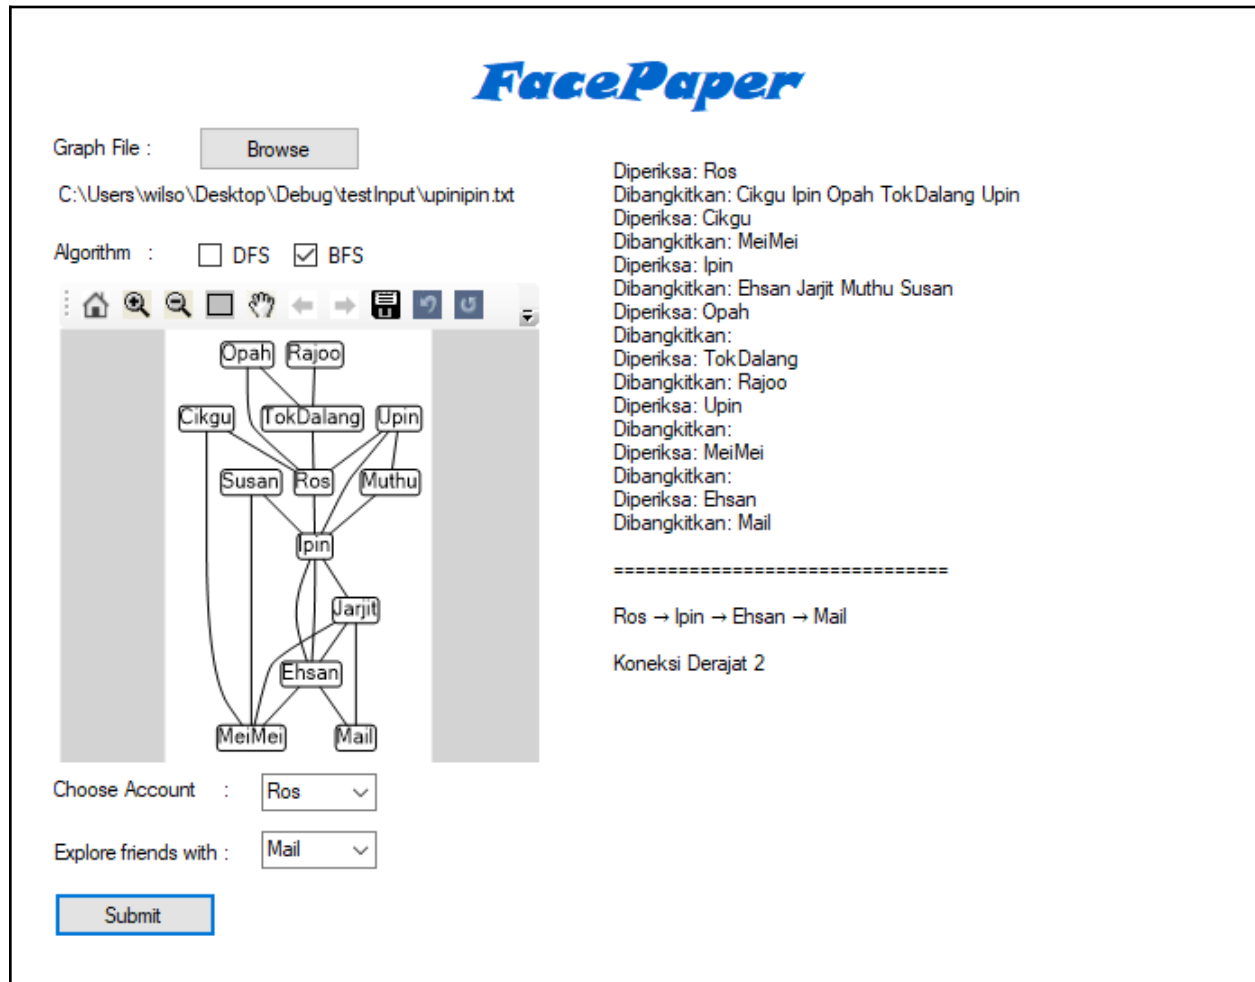 FacePaper
Graph File :
Browse
C:\Users\wilso\Desktop\Debug\testInput\upinipin.txt
Algorithm :
DFS
BFS
Opah
Rajoo
Cikgu
TokDalang
Upin
Susan
Ros
Muthu
Ipin
Jarjit
Ehsan
MeiMei
Mail
Choose Account :
Ros
Explore friends with :
Mail
Submit
Diperiksa: Ros
Dibangkitkan: Cikgu Ipin Opah TokDalang Upin
Diperiksa: Cikgu
Dibangkitkan: MeiMei
Diperiksa: Ipin
Dibangkitkan: Ehsan Jarjit Muthu Susan
Diperiksa: Opah
Dibangkitkan:
Diperiksa: TokDalang
Dibangkitkan: Rajoo
Diperiksa: Upin
Dibangkitkan:
Diperiksa: MeiMei
Dibangkitkan:
Diperiksa: Ehsan
Dibangkitkan: Mail
===============================
Ros → Ipin → Ehsan → Mail
Koneksi Derajat 2